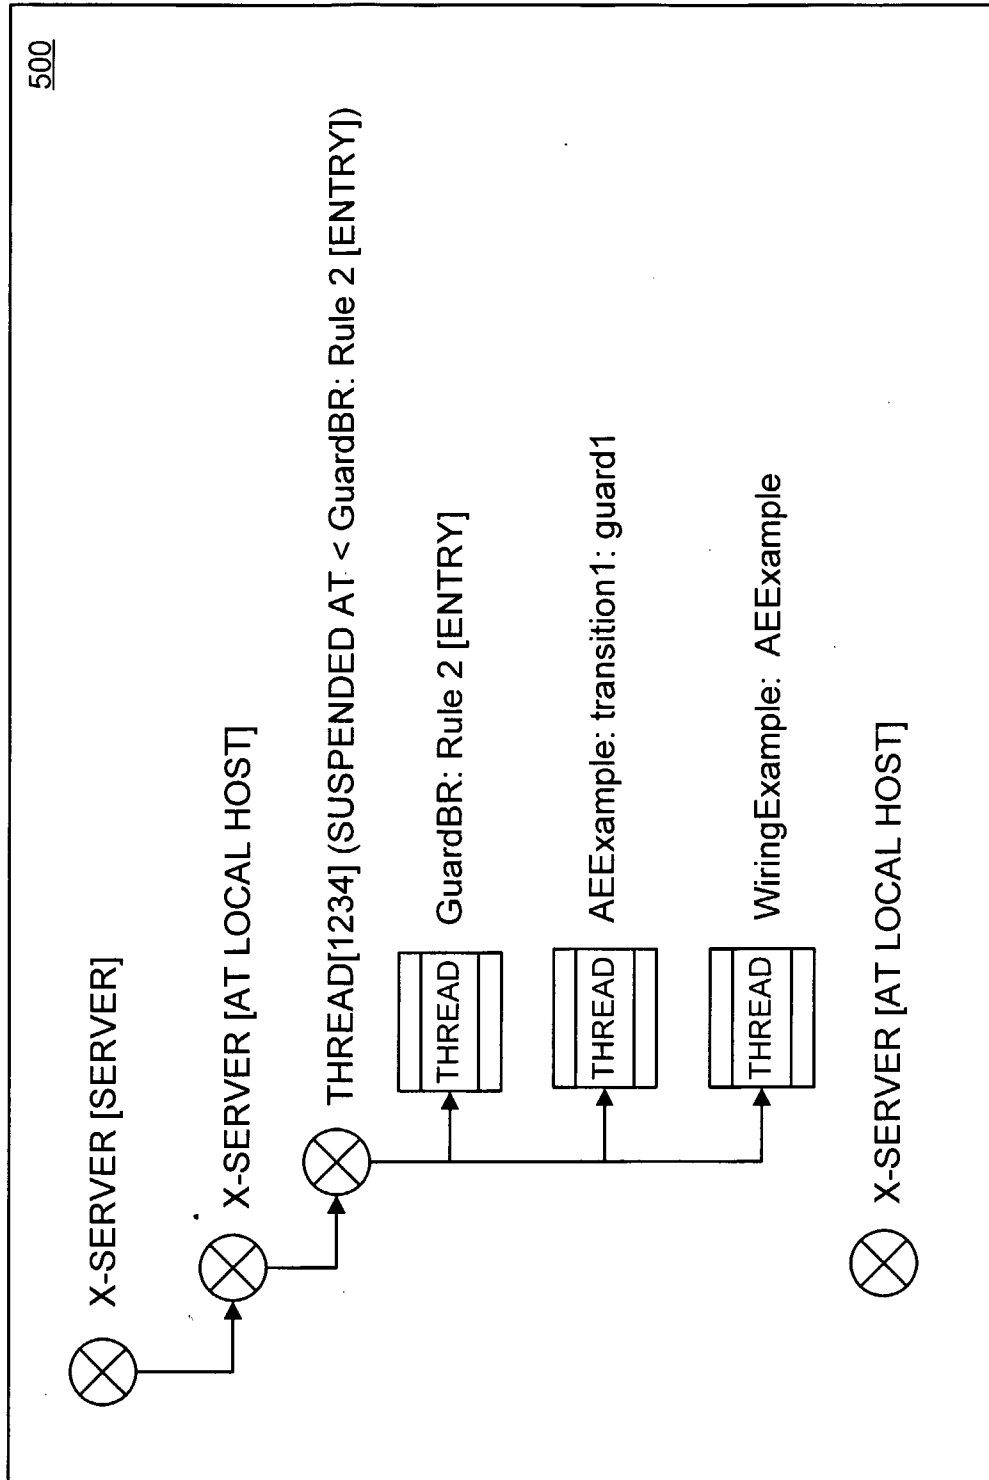 500
X-SERVER [SERVER]
X-SERVER [AT LOCAL HOST]
THREAD[1234] (SUSPENDED AT < GuardBR: Rule 2 [ENTRY])
THREAD GuardBR: Rule 2 [ENTRY]
THREAD AEExample: transition1: guard1
THREAD WiringExample: AEExample
X-SERVER [AT LOCAL HOST]